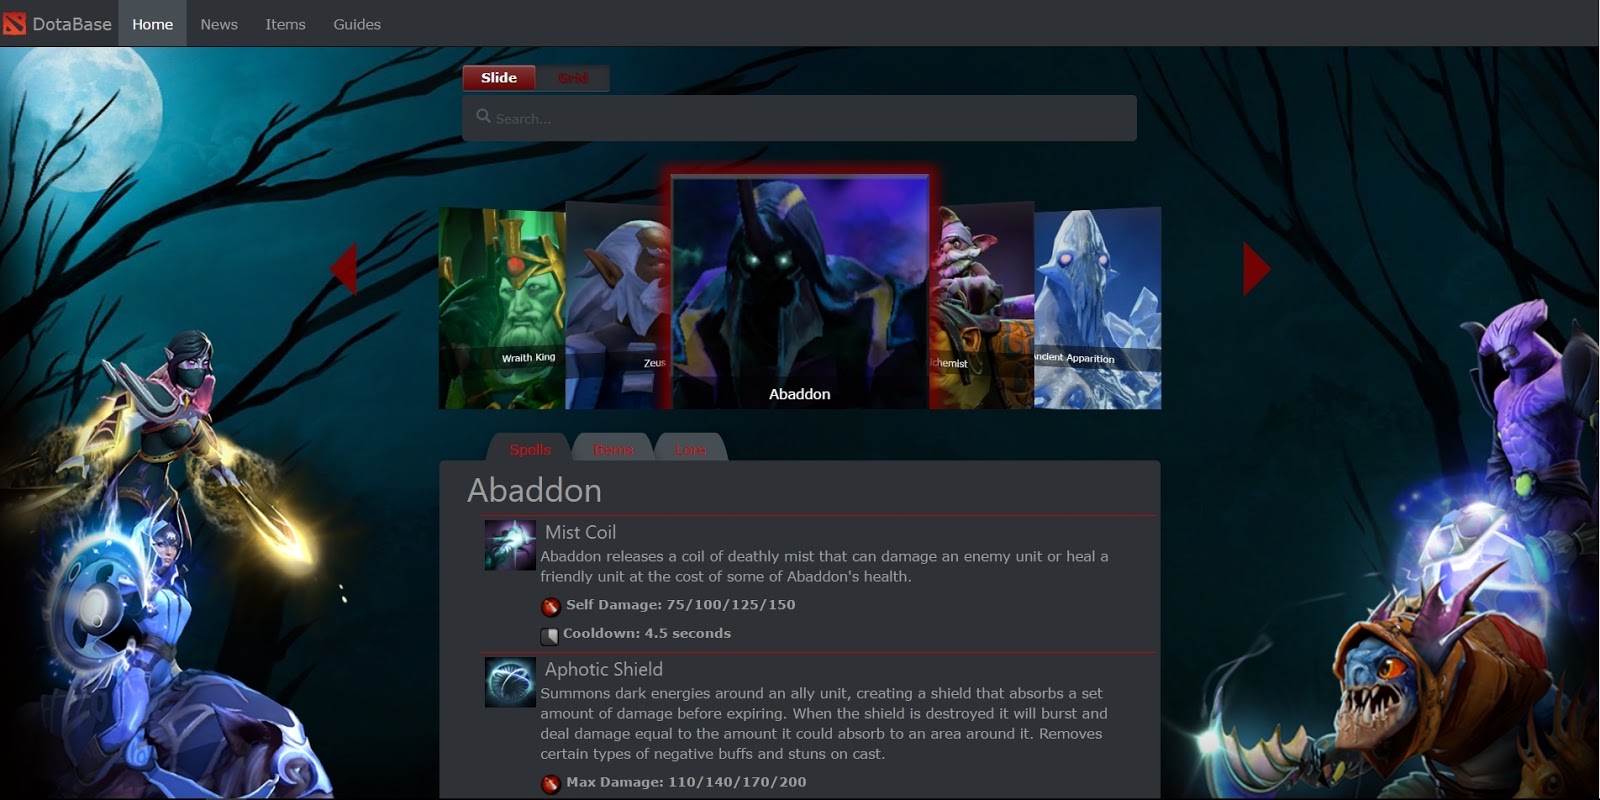 DotaBase Home News Items Guides
Slide Grid
Search...
Wraith King
Zeus
Abaddon
lchemist
Ancient Apparition
Spells Items Lore
Abaddon
Mist Coil
Abaddon releases a coil of deathly mist that can damage an enemy unit or heal a
friendly unit at the cost of some of Abaddon's health.
Self Damage: 75/100/125/150
Cooldown: 4.5 seconds
Aphotic Shield
Summons dark energies around an ally unit, creating a shield that absorbs a set
amount of damage before expiring. When the shield is destroyed it will burst and
deal damage equal to the amount it could absorb to an area around it. Removes
certain types of negative buffs and stuns on cast.
Max Damage: 110/140/170/200